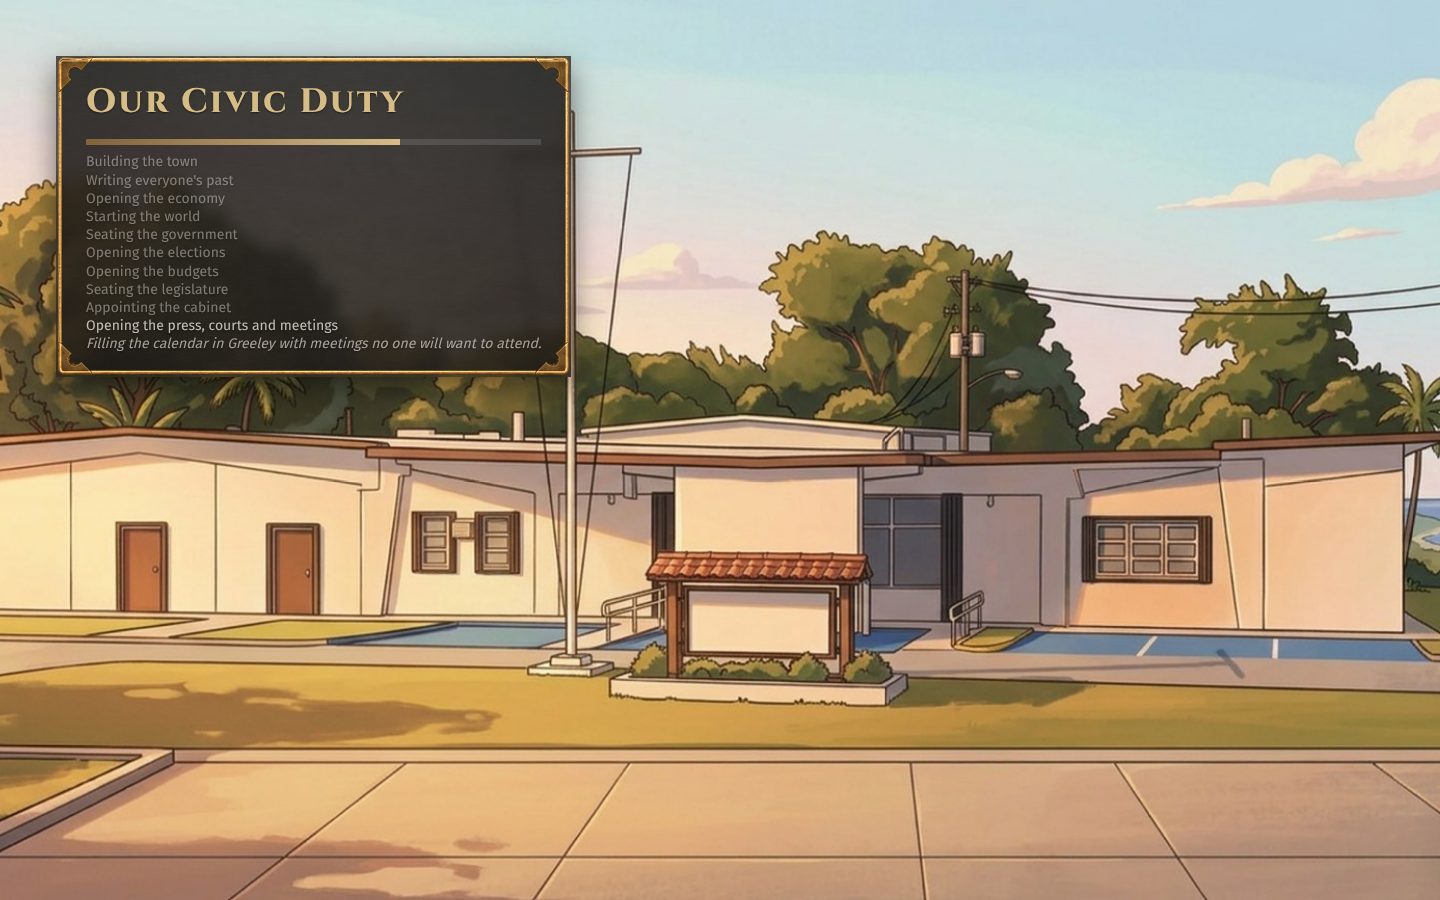 Our Civic Duty
Building the town
Writing everyone's past
Opening the economy
Starting the world
Seating the government
Opening the elections
Opening the budgets
Seating the legislature
Appointing the cabinet
Opening the press, courts and meetings
Filling the calendar in Greeley with meetings no one will want to attend.